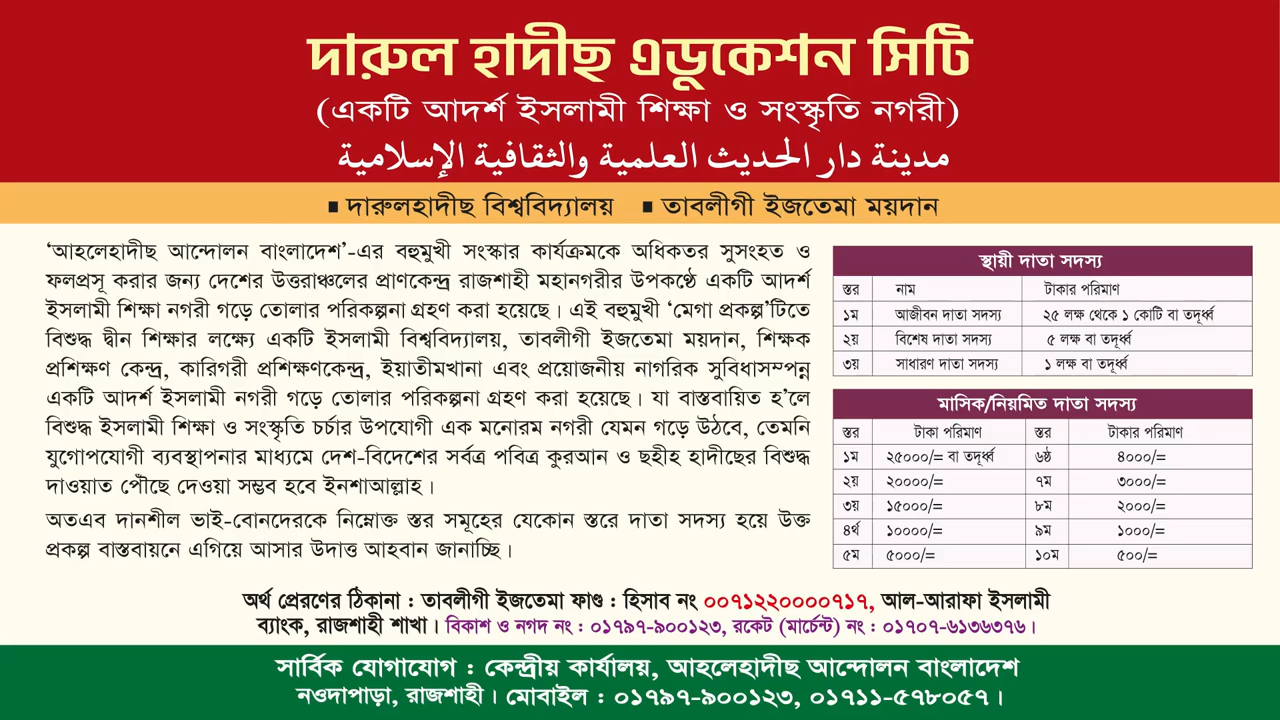 দারুল হাদীছ এডুকেশন সিটি
(একটি আদর্শ ইসলামী শিক্ষা ও সংস্কৃতি নগরী)
مدينة دار الحديث العلمية والثقافية الإسلامية
▪ দারুলহাদীছ বিশ্ববিদ্যালয় ▪ তাবলীগী ইজতেমা ময়দান
‘আহলেহাদীছ আন্দোলন বাংলাদেশ’-এর বহুমুখী সংস্কার কার্যক্রমকে অধিকতর সুসংহত ও
ফলপ্রসূ করার জন্য দেশের উত্তরাঞ্চলের প্রাণকেন্দ্র রাজশাহী মহানগরীর উপকণ্ঠে একটি আদর্শ
ইসলামী শিক্ষা নগরী গড়ে তোলার পরিকল্পনা গ্রহণ করা হয়েছে। এই বহুমুখী ‘মেগা প্রকল্প’টিতে
বিশুদ্ধ দ্বীন শিক্ষার লক্ষ্যে একটি ইসলামী বিশ্ববিদ্যালয়, তাবলীগী ইজতেমা ময়দান, শিক্ষক
প্রশিক্ষণ কেন্দ্র, কারিগরী প্রশিক্ষণকেন্দ্র, ইয়াতীমখানা এবং প্রয়োজনীয় নাগরিক সুবিধাসম্পন্ন
একটি আদর্শ ইসলামী নগরী গড়ে তোলার পরিকল্পনা গ্রহণ করা হয়েছে। যা বাস্তবায়িত হ’লে
বিশুদ্ধ ইসলামী শিক্ষা ও সংস্কৃতি চর্চার উপযোগী এক মনোরম নগরী যেমন গড়ে উঠবে, তেমনি
যুগোপযোগী ব্যবস্থাপনার মাধ্যমে দেশ-বিদেশের সর্বত্র পবিত্র কুরআন ও ছহীহ হাদীছের বিশুদ্ধ
দাওয়াত পৌঁছে দেওয়া সম্ভব হবে ইনশাআল্লাহ।
অতএব দানশীল ভাই-বোনদেরকে নিম্নোক্ত স্তর সমূহের যেকোন স্তরে দাতা সদস্য হয়ে উক্ত
প্রকল্প বাস্তবায়নে এগিয়ে আসার উদাত্ত আহবান জানাচ্ছি।
স্থায়ী দাতা সদস্য
স্তর নাম টাকার পরিমাণ
১ম আজীবন দাতা সদস্য ২৫ লক্ষ থেকে ১ কোটি বা তদূর্ধ্ব
২য় বিশেষ দাতা সদস্য ৫ লক্ষ বা তদূর্ধ্ব
৩য় সাধারণ দাতা সদস্য ১ লক্ষ বা তদূর্ধ্ব
মাসিক/নিয়মিত দাতা সদস্য
স্তর টাকা পরিমাণ স্তর টাকার পরিমাণ
১ম ২৫০০০/= বা তদূর্ধ্ব ৬ষ্ঠ ৪০০০/=
২য় ২০০০০/= ৭ম ৩০০০/=
৩য় ১৫০০০/= ৮ম ২০০০/=
৪র্থ ১০০০০/= ৯ম ১০০০/=
৫ম ৫০০০/= ১০ম ৫০০/=
অর্থ প্রেরণের ঠিকানা : তাবলীগী ইজতেমা ফাণ্ড : হিসাব নং ০০৭১২২০০০০৭১৭, আল-আরাফা ইসলামী
ব্যাংক, রাজশাহী শাখা। বিকাশ ও নগদ নং : ০১৭৯৭-৯০০১২৩, রকেট (মার্চেন্ট) নং : ০১৭০৭-৬১৩৬৩৭৬।
সার্বিক যোগাযোগ : কেন্দ্রীয় কার্যালয়, আহলেহাদীছ আন্দোলন বাংলাদেশ
নওদাপাড়া, রাজশাহী। মোবাইল : ০১৭৯৭-৯০০১২৩, ০১৭১১-৫৭৮০৫৭।